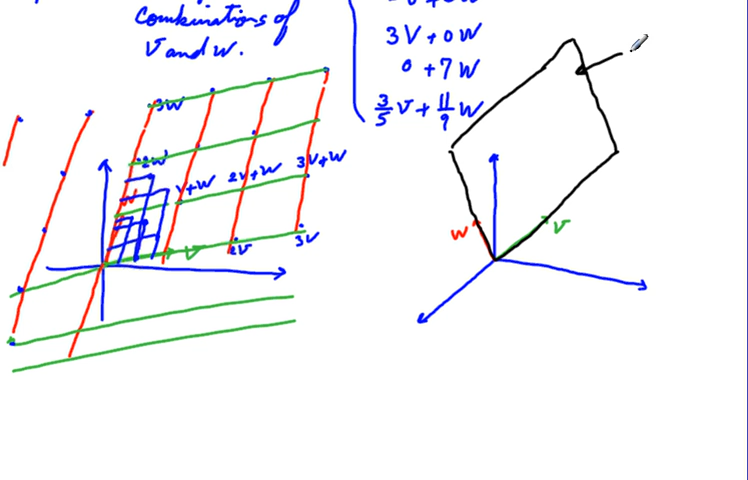 Combinations of
V and W.
3V + 0W
0 + 7W
3/5 V + 11/9 W
3W
2W
V+W
2V+W
3V+W
V
2V
3V
W
V